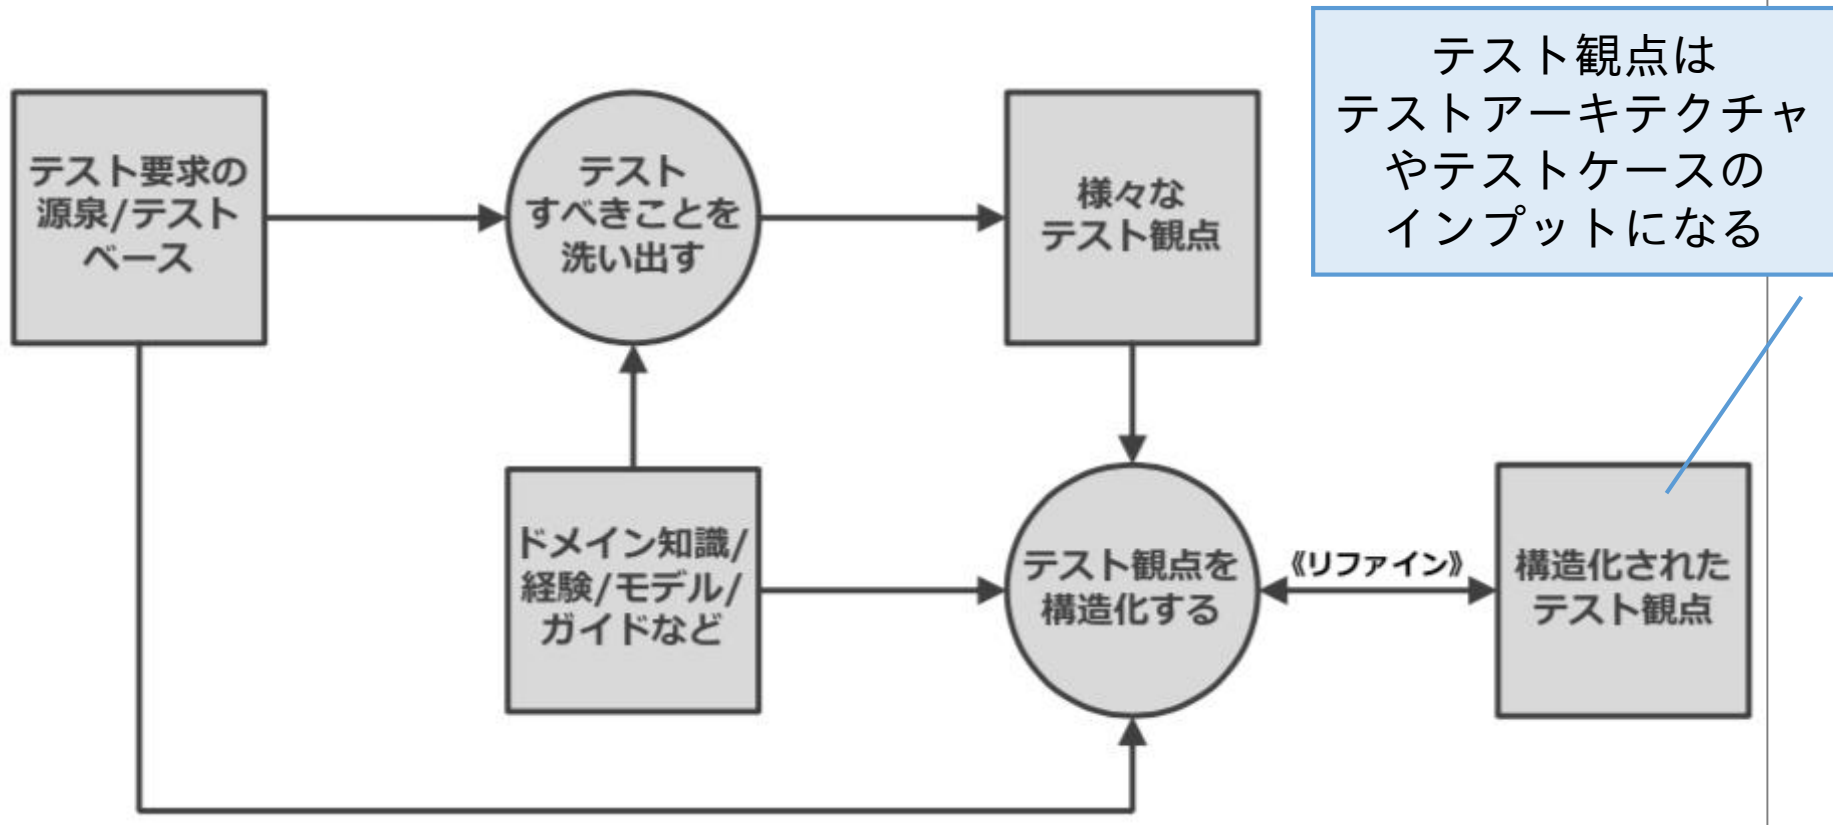 テスト観点は
テストアーキテクチャ
やテストケースの
インプットになる
テスト要求の
源泉/テスト
ベース
テスト
すべきことを
洗い出す
様々な
テスト観点
ドメイン知識/
経験/モデル/
ガイドなど
テスト観点を
構造化する
《リファイン》
構造化された
テスト観点